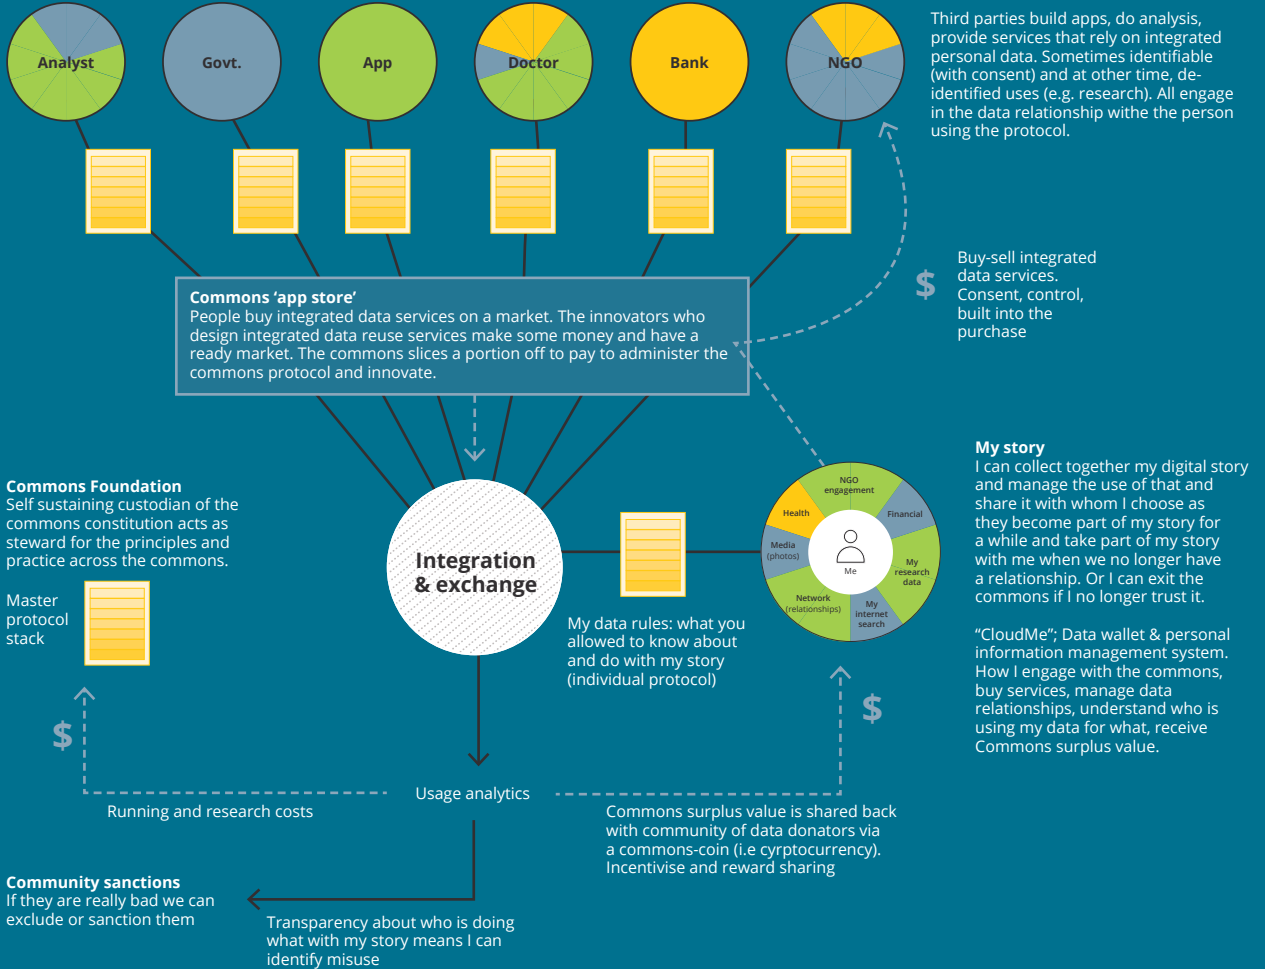 Analyst
Govt.
App
Doctor
Bank
NGO
Third parties build apps, do analysis,
provide services that rely on integrated
personal data. Sometimes identifiable
(with consent) and at other time, de-
identified uses (e.g. research). All engage
in the data relationship withe the person
using the protocol.
$
Buy-sell integrated
data services.
Consent, control,
built into the
purchase
Commons ‘app store’
People buy integrated data services on a market. The innovators who
design integrated data reuse services make some money and have a
ready market. The commons slices a portion off to pay to administer the
commons protocol and innovate.
Commons Foundation
Self sustaining custodian of the
commons constitution acts as
steward for the principles and
practice across the commons.
Master
protocol
stack
Integration
& exchange
My data rules: what you
allowed to know about
and do with my story
(individual protocol)
NGO
engagement
Financial
My
research
data
My
internet
search
Network
(relationships)
Media
(photos)
Health
Me
My story
I can collect together my digital story
and manage the use of that and
share it with whom I choose as
they become part of my story for
a while and take part of my story
with me when we no longer have
a relationship. Or I can exit the
commons if I no longer trust it.
“CloudMe”; Data wallet & personal
information management system.
How I engage with the commons,
buy services, manage data
relationships, understand who is
using my data for what, receive
Commons surplus value.
$
$
Usage analytics
Running and research costs
Commons surplus value is shared back
with community of data donators via
a commons-coin (i.e cyrptocurrency).
Incentivise and reward sharing
Community sanctions
If they are really bad we can
exclude or sanction them
Transparency about who is doing
what with my story means I can
identify misuse